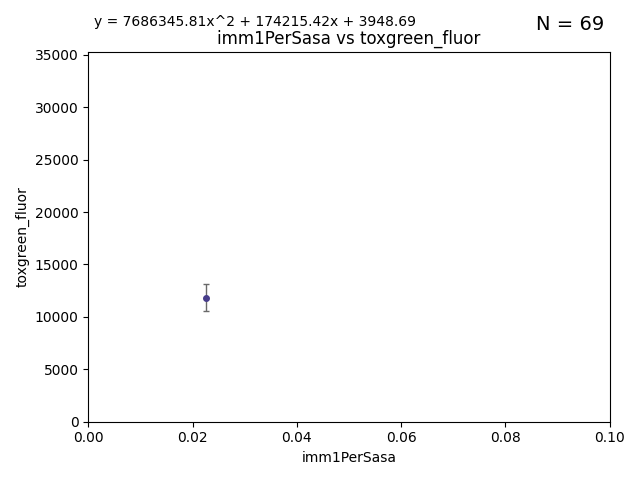 y = 7686345.81x^2 + 174215.42x + 3948.69
N = 69
imm1PerSasa vs toxgreen_fluor
35000
30000
25000
20000
15000
10000
5000
0
toxgreen_fluor
0.00 0.02 0.04 0.06 0.08 0.10
imm1PerSasa